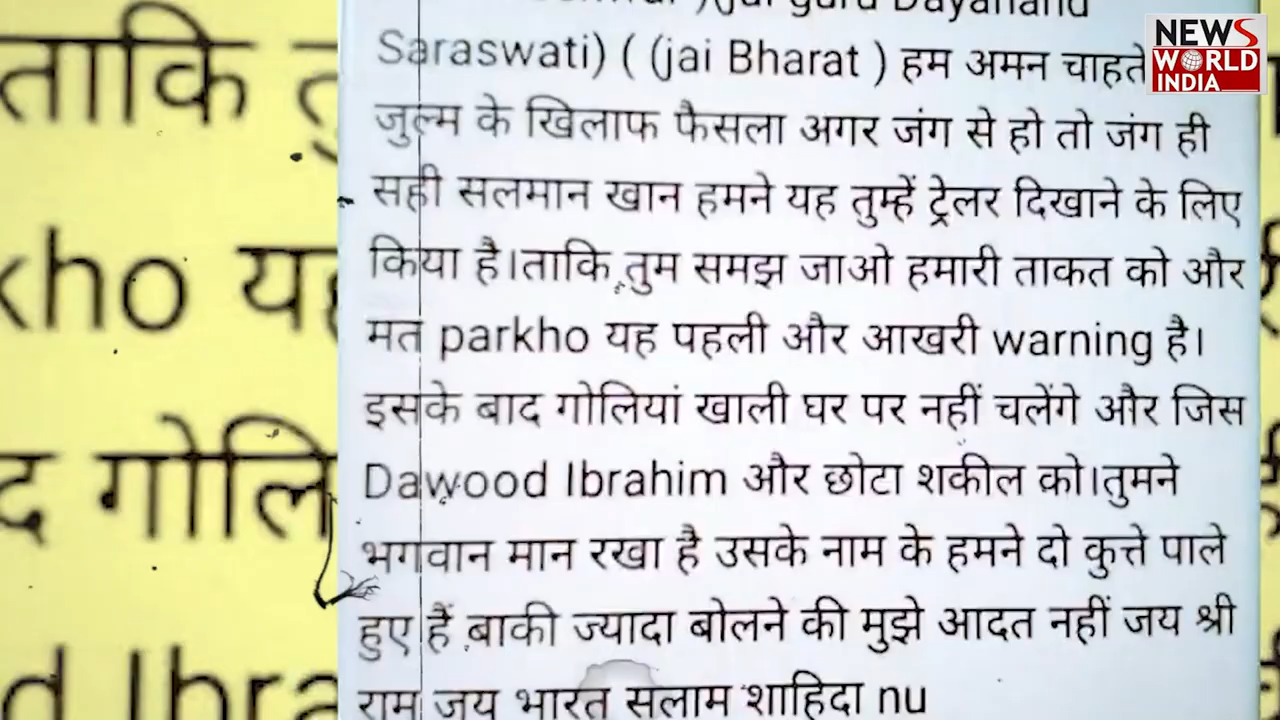 Saraswati) ( (jai Bharat ) हम अमन चाहते
जुल्म के खिलाफ फैसला अगर जंग से हो तो जंग ही
सही सलमान खान हमने यह तुम्हें ट्रेलर दिखाने के लिए
किया है।ताकि तुम समझ जाओ हमारी ताकत को और
मत parkho यह पहली और आखरी warning है।
इसके बाद गोलियां खाली घर पर नहीं चलेंगे और जिस
Dawood Ibrahim और छोटा शकील को।तुमने
भगवान मान रखा है उसके नाम के हमने दो कुत्ते पाले
हुए हैं बाकी ज्यादा बोलने की मुझे आदत नहीं जय श्री
राम जय भारत सलाम शाहिदा nu
NEWS
WORLD
INDIA
ताकि
kho
द